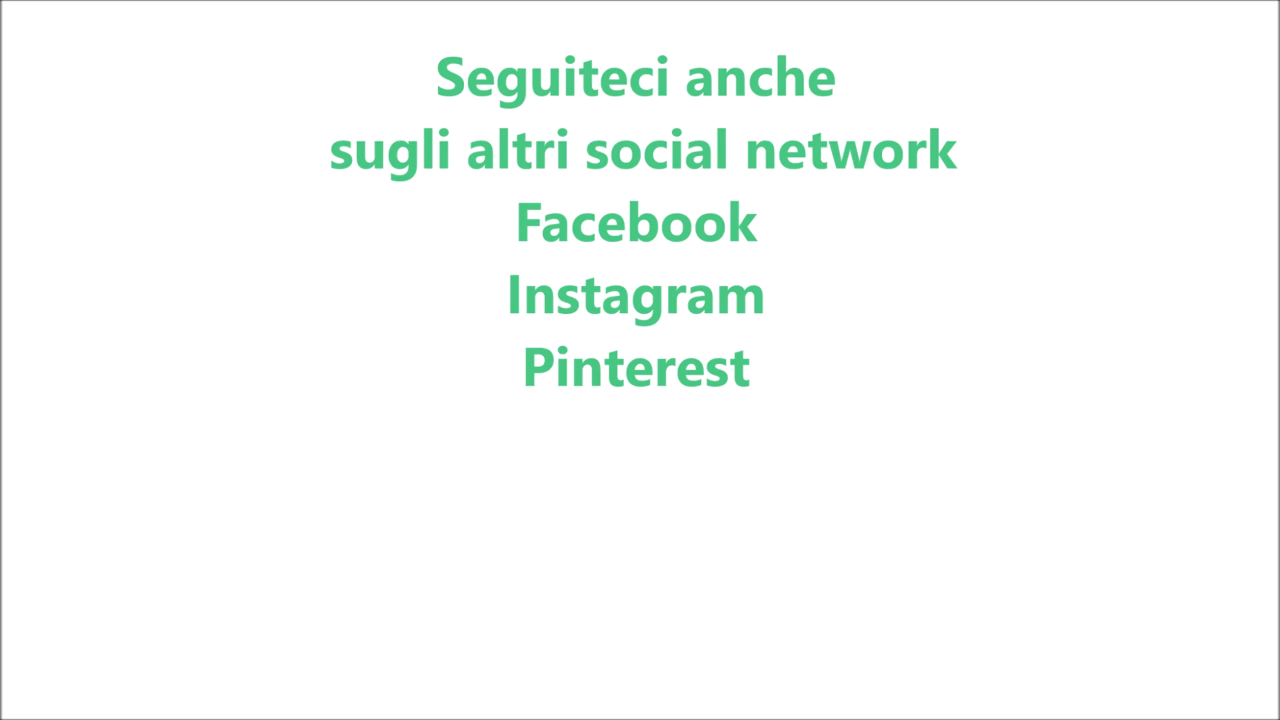 Seguiteci anche
sugli altri social network
Facebook
Instagram
Pinterest